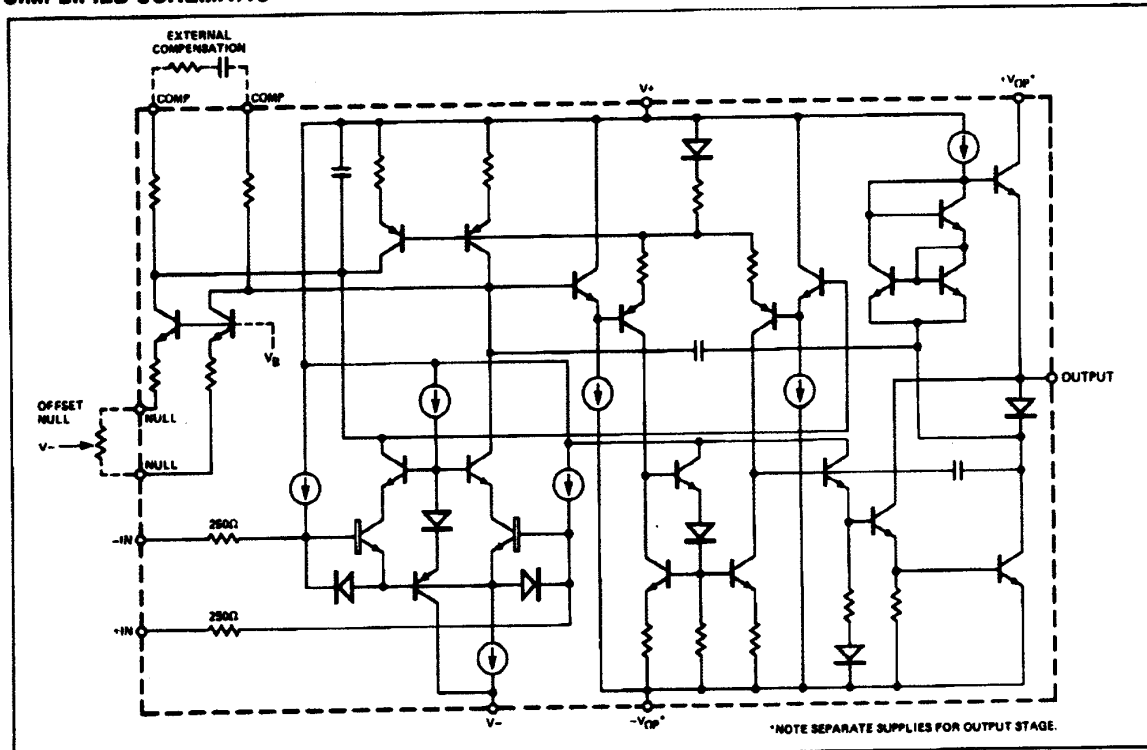 EXTERNAL
COMPENSATION
COMP
COMP
V+
+VOP*
VB
OFFSET
NULL
V–
NULL
NULL
OUTPUT
–IN
250Ω
+IN
250Ω
V–
–VOP*
*NOTE SEPARATE SUPPLIES FOR OUTPUT STAGE.